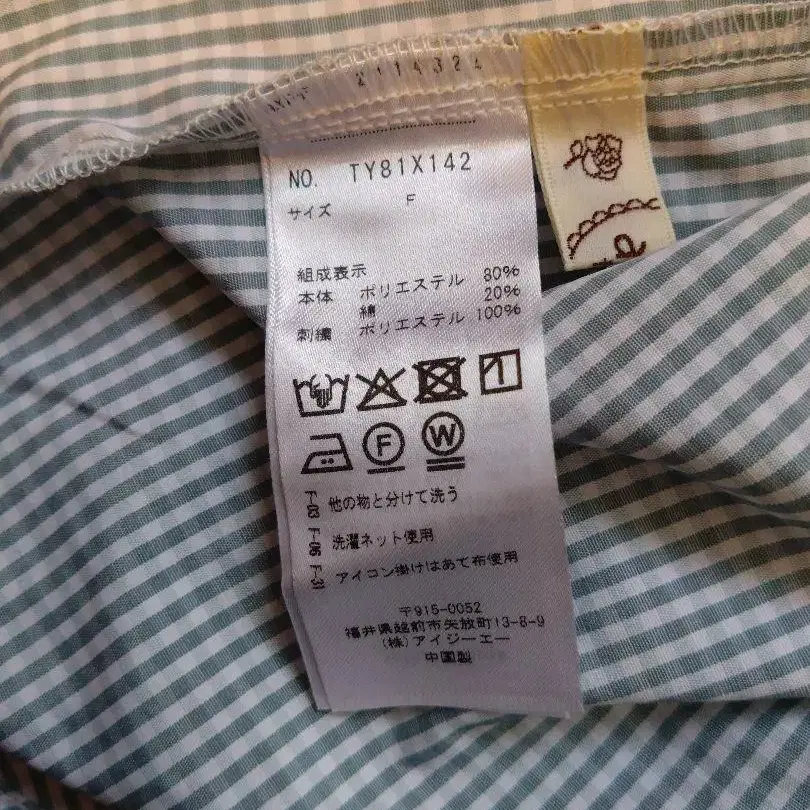 2114324
NO. TY81X142
サイズ F
組成表示
本体 ポリエステル 80%
綿 20%
刺繍 ポリエステル 100%
F W
F-03 他の物と分けて洗う
F-06 洗濯ネット使用
F-31 アイコン掛けはあて布使用
〒915-0052
福井県越前市矢放町13-8-9
(株)アイジーエー
中国製